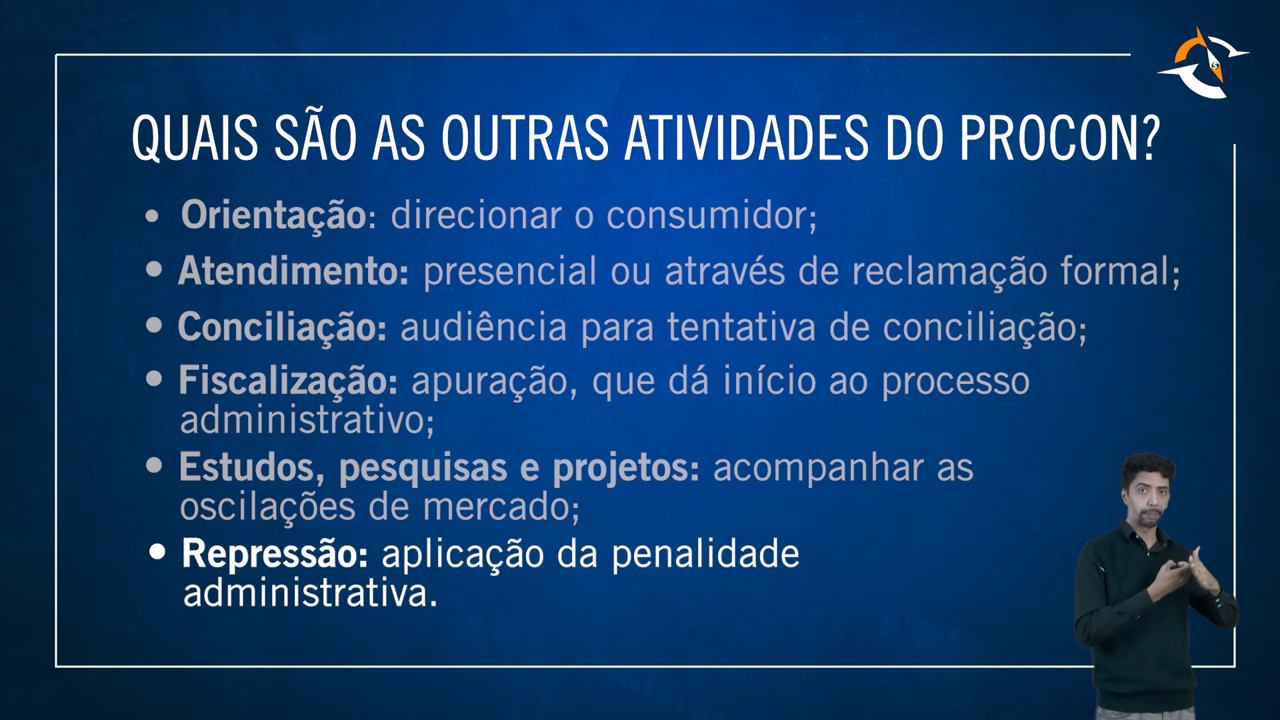 QUAIS SÃO AS OUTRAS ATIVIDADES DO PROCON?
• Orientação: direcionar o consumidor;
• Atendimento: presencial ou através de reclamação formal;
• Conciliação: audiência para tentativa de conciliação;
• Fiscalização: apuração, que dá início ao processo
administrativo;
• Estudos, pesquisas e projetos: acompanhar as
oscilações de mercado;
• Repressão: aplicação da penalidade
administrativa.